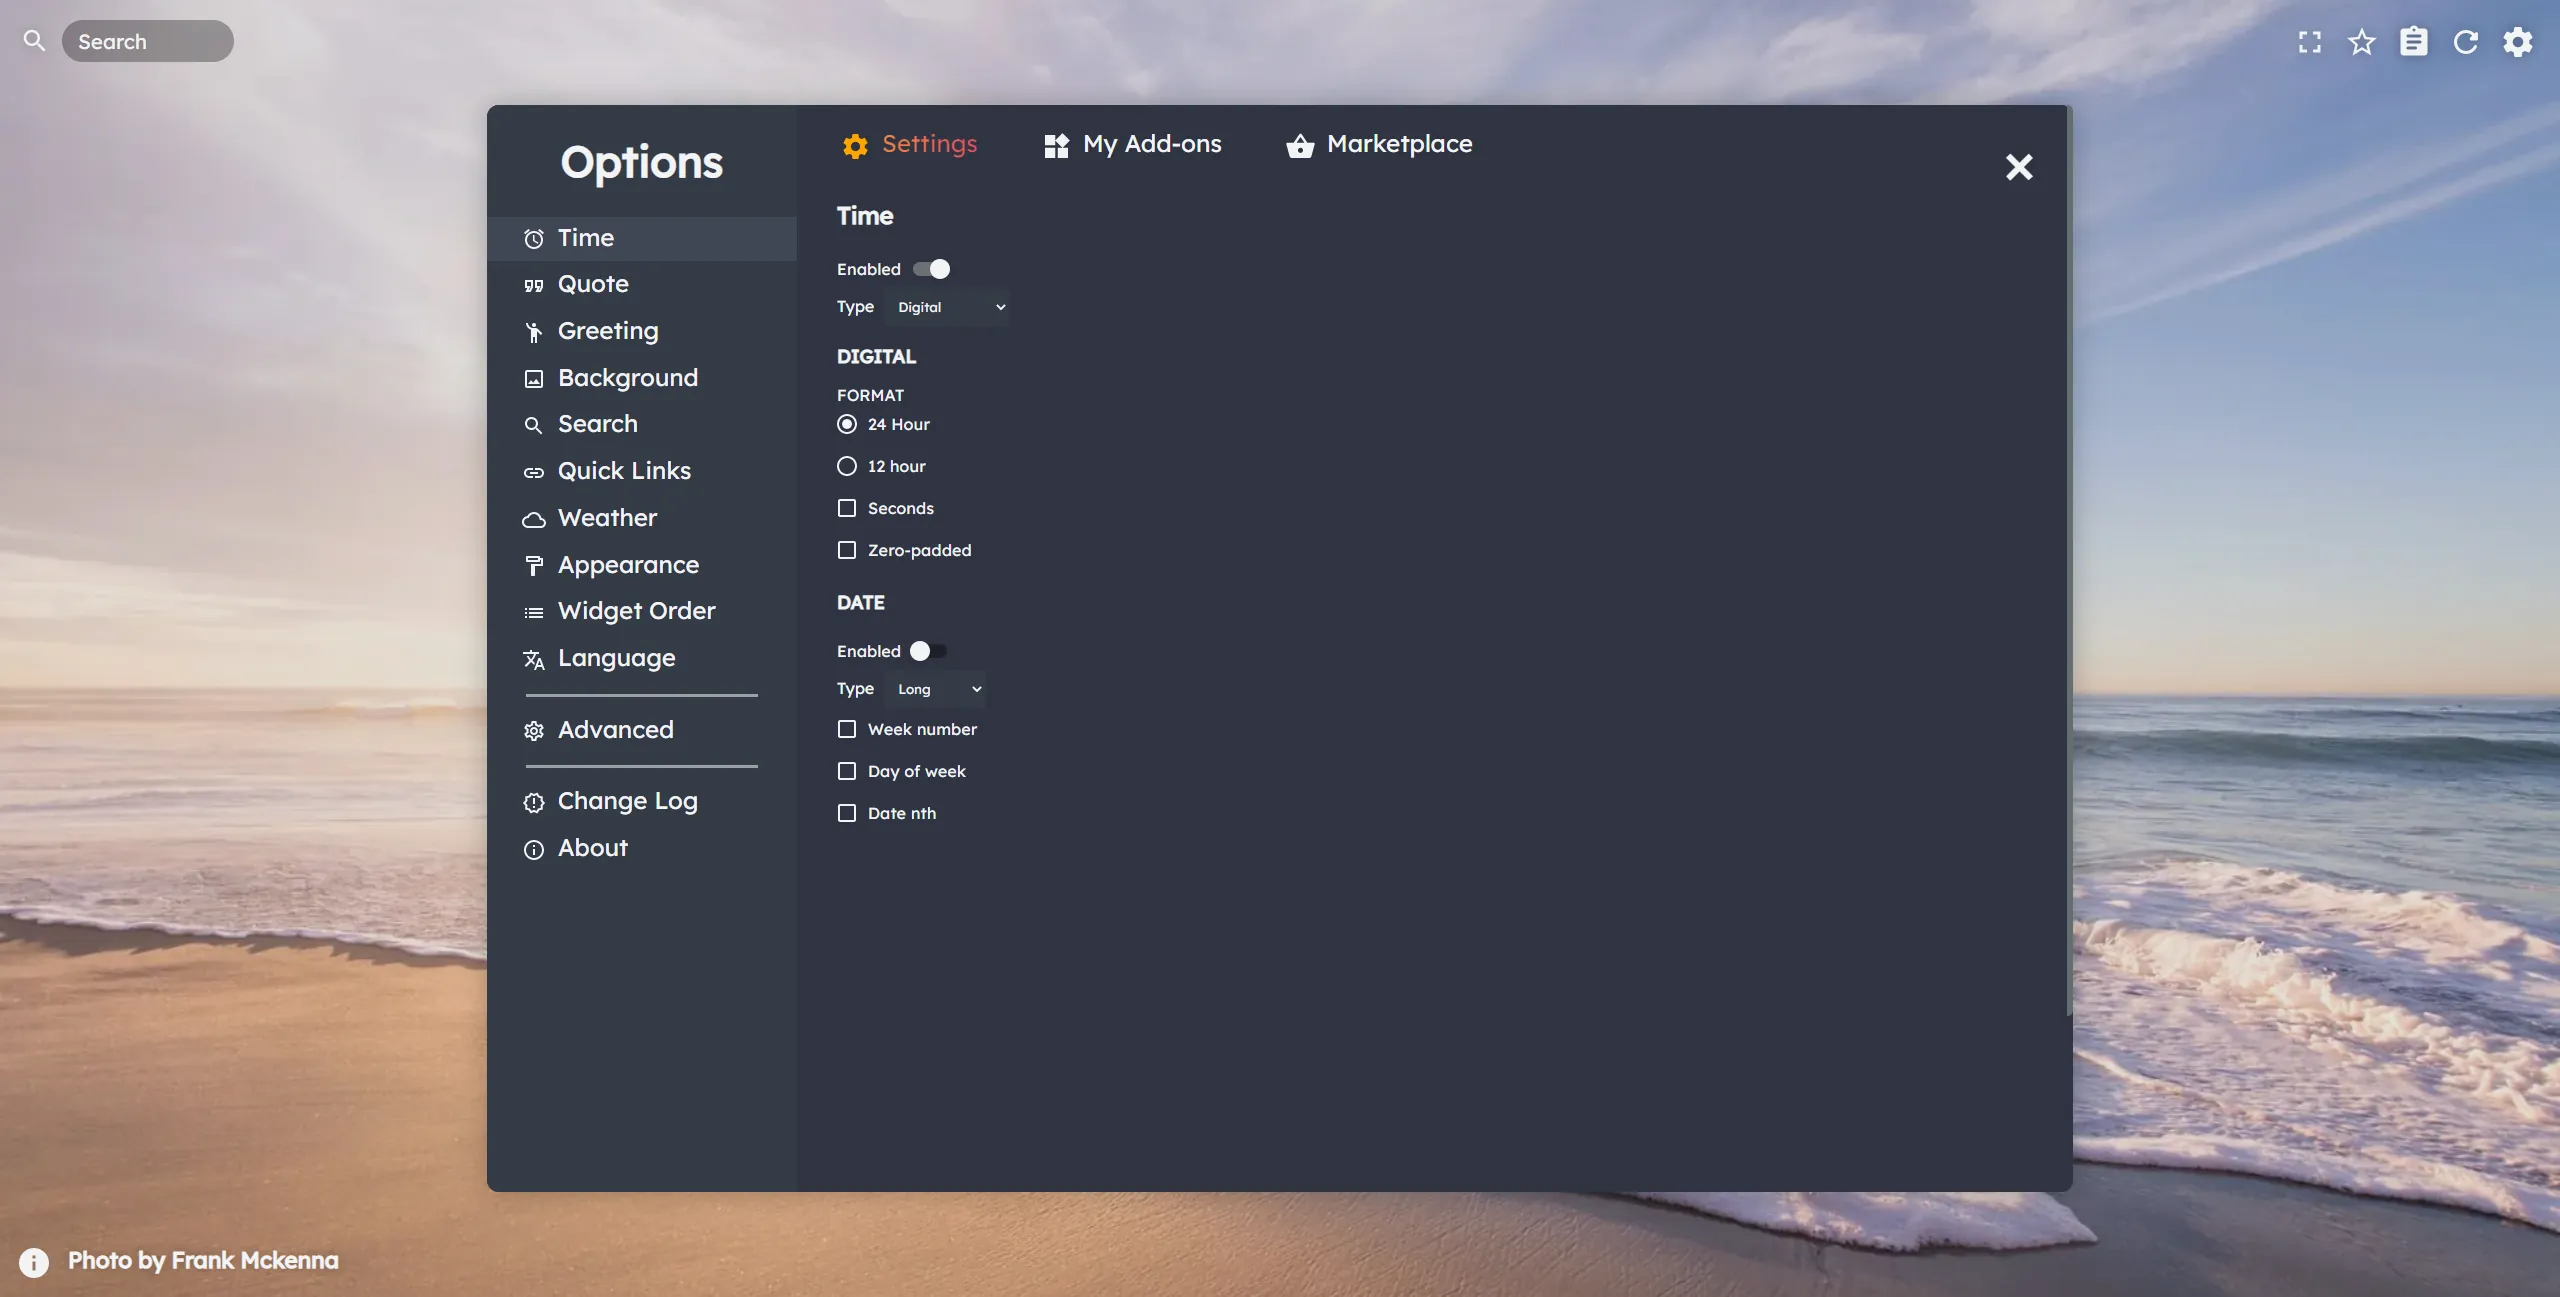 Search
Options
Time
Quote
Greeting
Background
Search
Quick Links
Weather
Appearance
Widget Order
Language
Advanced
Change Log
About
Settings
My Add-ons
Marketplace
Time
Enabled
Type Digital
DIGITAL
FORMAT
24 Hour
12 hour
Seconds
Zero-padded
DATE
Enabled
Type Long
Week number
Day of week
Date nth
Photo by Frank Mckenna